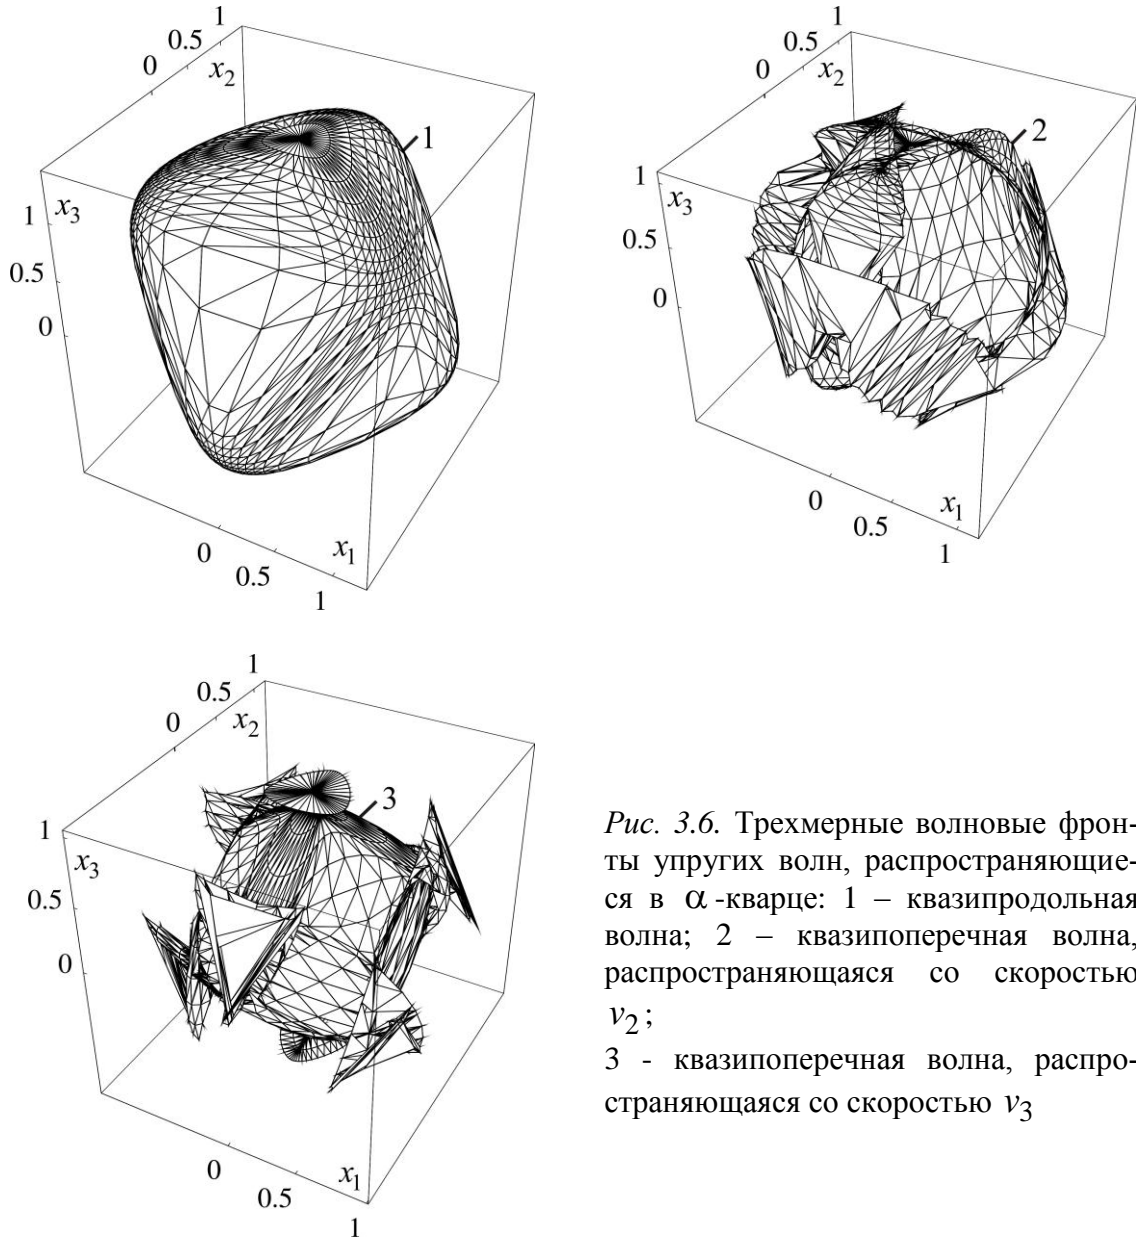 1
0.5
0
x2
1
x3
1
0.5
0
0
0.5
1
x1
1
0.5
0
x2
2
1
x3
0.5
0
0
0.5
1
x1
1
0.5
0
x2
3
1
x3
0.5
0
0
0.5
1
x1
Рис. 3.6. Трехмерные волновые фрон-
ты упругих волн, распространяющие-
ся в α -кварце: 1 – квазипродольная
волна; 2 – квазипоперечная волна,
распространяющаяся со скоростью
v2 ;
3 - квазипоперечная волна, распро-
страняющаяся со скоростью v3